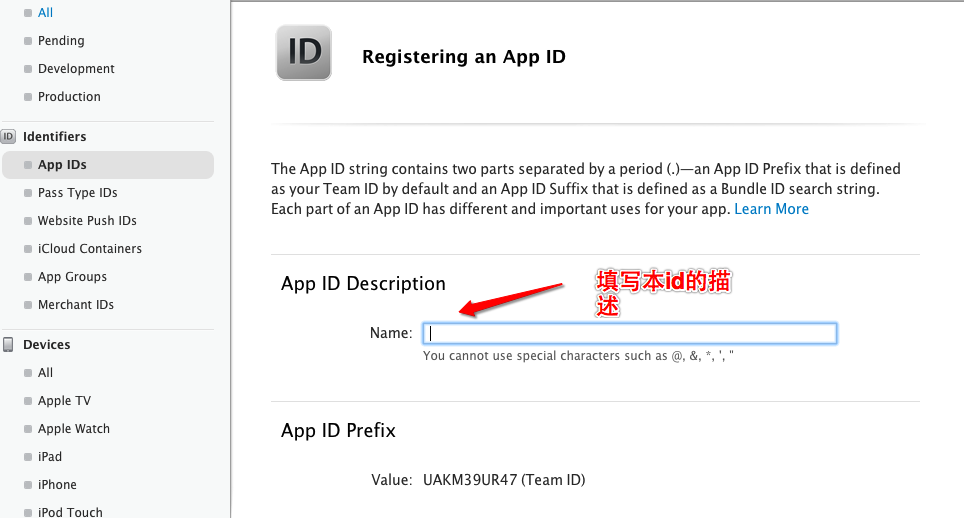 All
Pending
Development
Production
ID Identifiers
App IDs
Pass Type IDs
Website Push IDs
iCloud Containers
App Groups
Merchant IDs
Devices
All
Apple TV
Apple Watch
iPad
iPhone
iPod Touch
ID
Registering an App ID
The App ID string contains two parts separated by a period (.)—an App ID Prefix that is defined
as your Team ID by default and an App ID Suffix that is defined as a Bundle ID search string.
Each part of an App ID has different and important uses for your app. Learn More
App ID Description
填写本id的描
述
Name:
You cannot use special characters such as @, &, *, ', "
App ID Prefix
Value: UAKM39UR47 (Team ID)